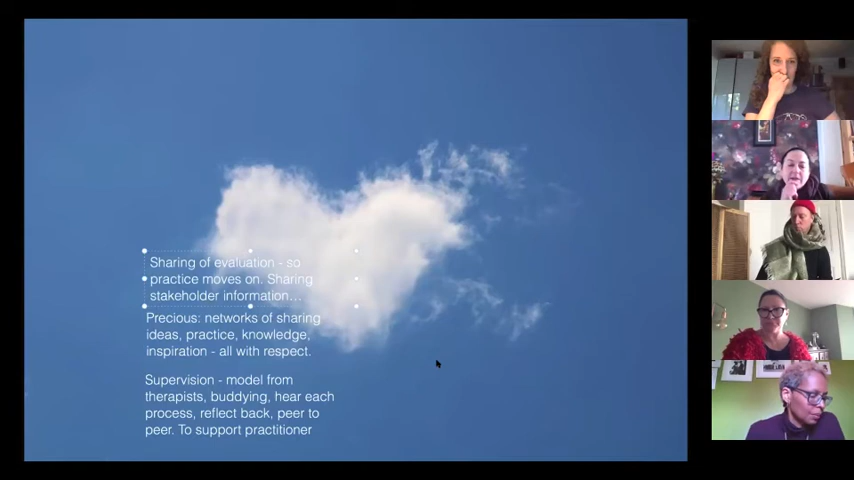 Sharing of evaluation - so
practice moves on. Sharing
stakeholder information...
Precious: networks of sharing
ideas, practice, knowledge,
inspiration - all with respect.
Supervision - model from
therapists, buddying, hear each
process, reflect back, peer to
peer. To support practitioner